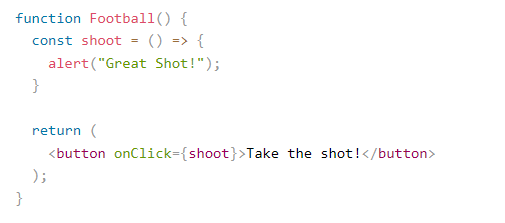 function Football() {
  const shoot = () => {
    alert("Great Shot!");
  }

  return (
    <button onClick={shoot}>Take the shot!</button>
  );
}